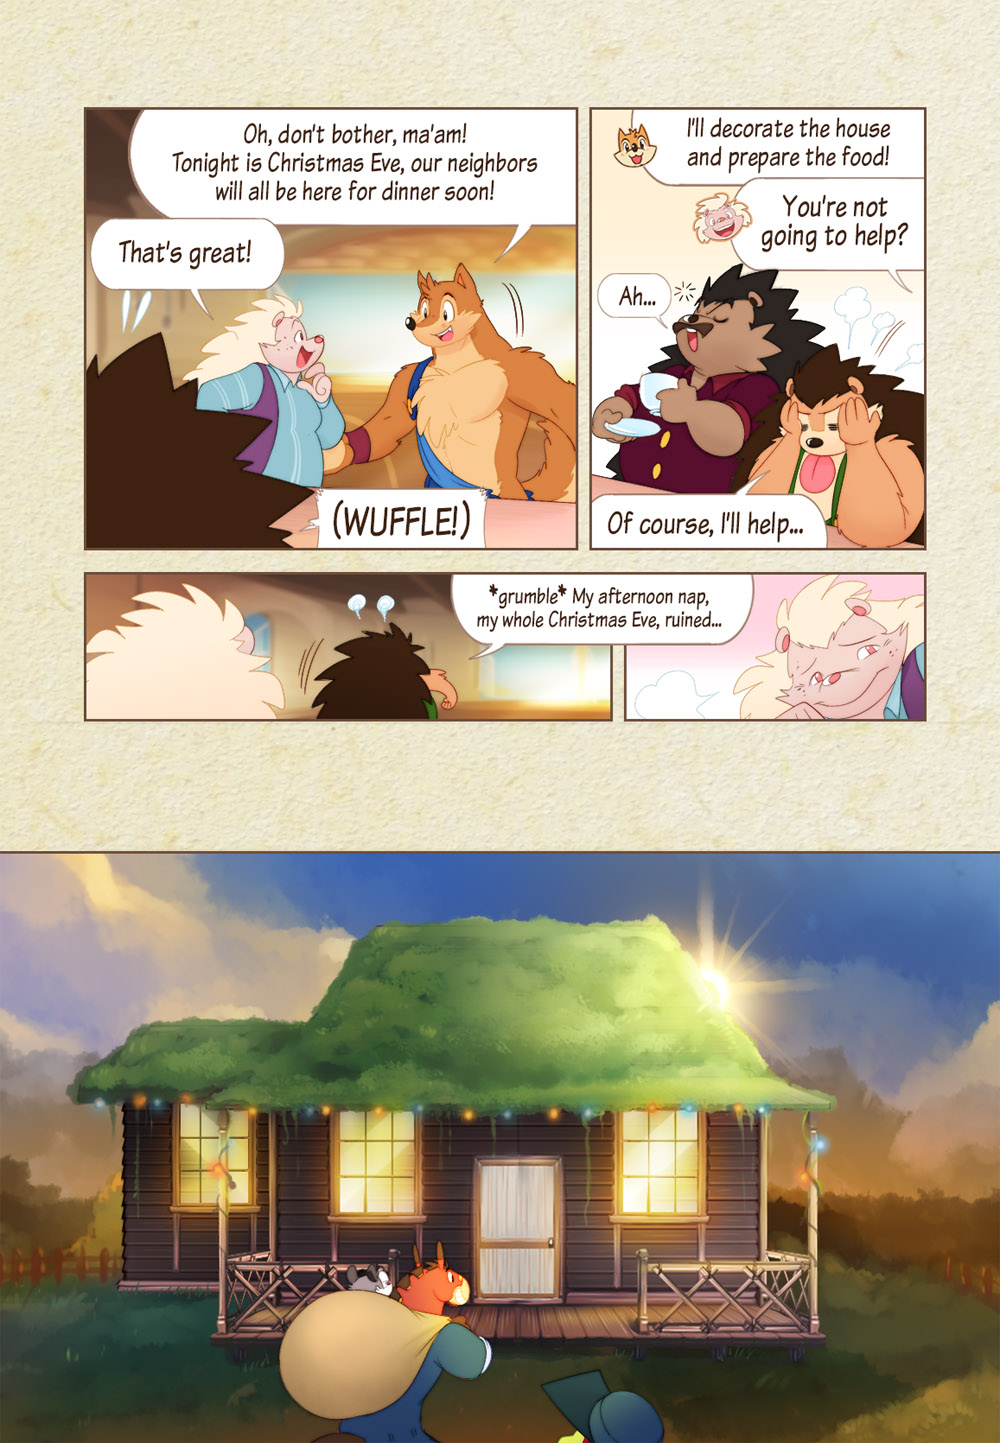 Oh, don't bother, ma'am!
Tonight is Christmas Eve, our neighbors
will all be here for dinner soon!
That's great!
(WUFFLE!)
I'll decorate the house
and prepare the food!
You're not
going to help?
Ah...
Of course, I'll help...
*grumble* My afternoon nap,
my whole Christmas Eve, ruined...